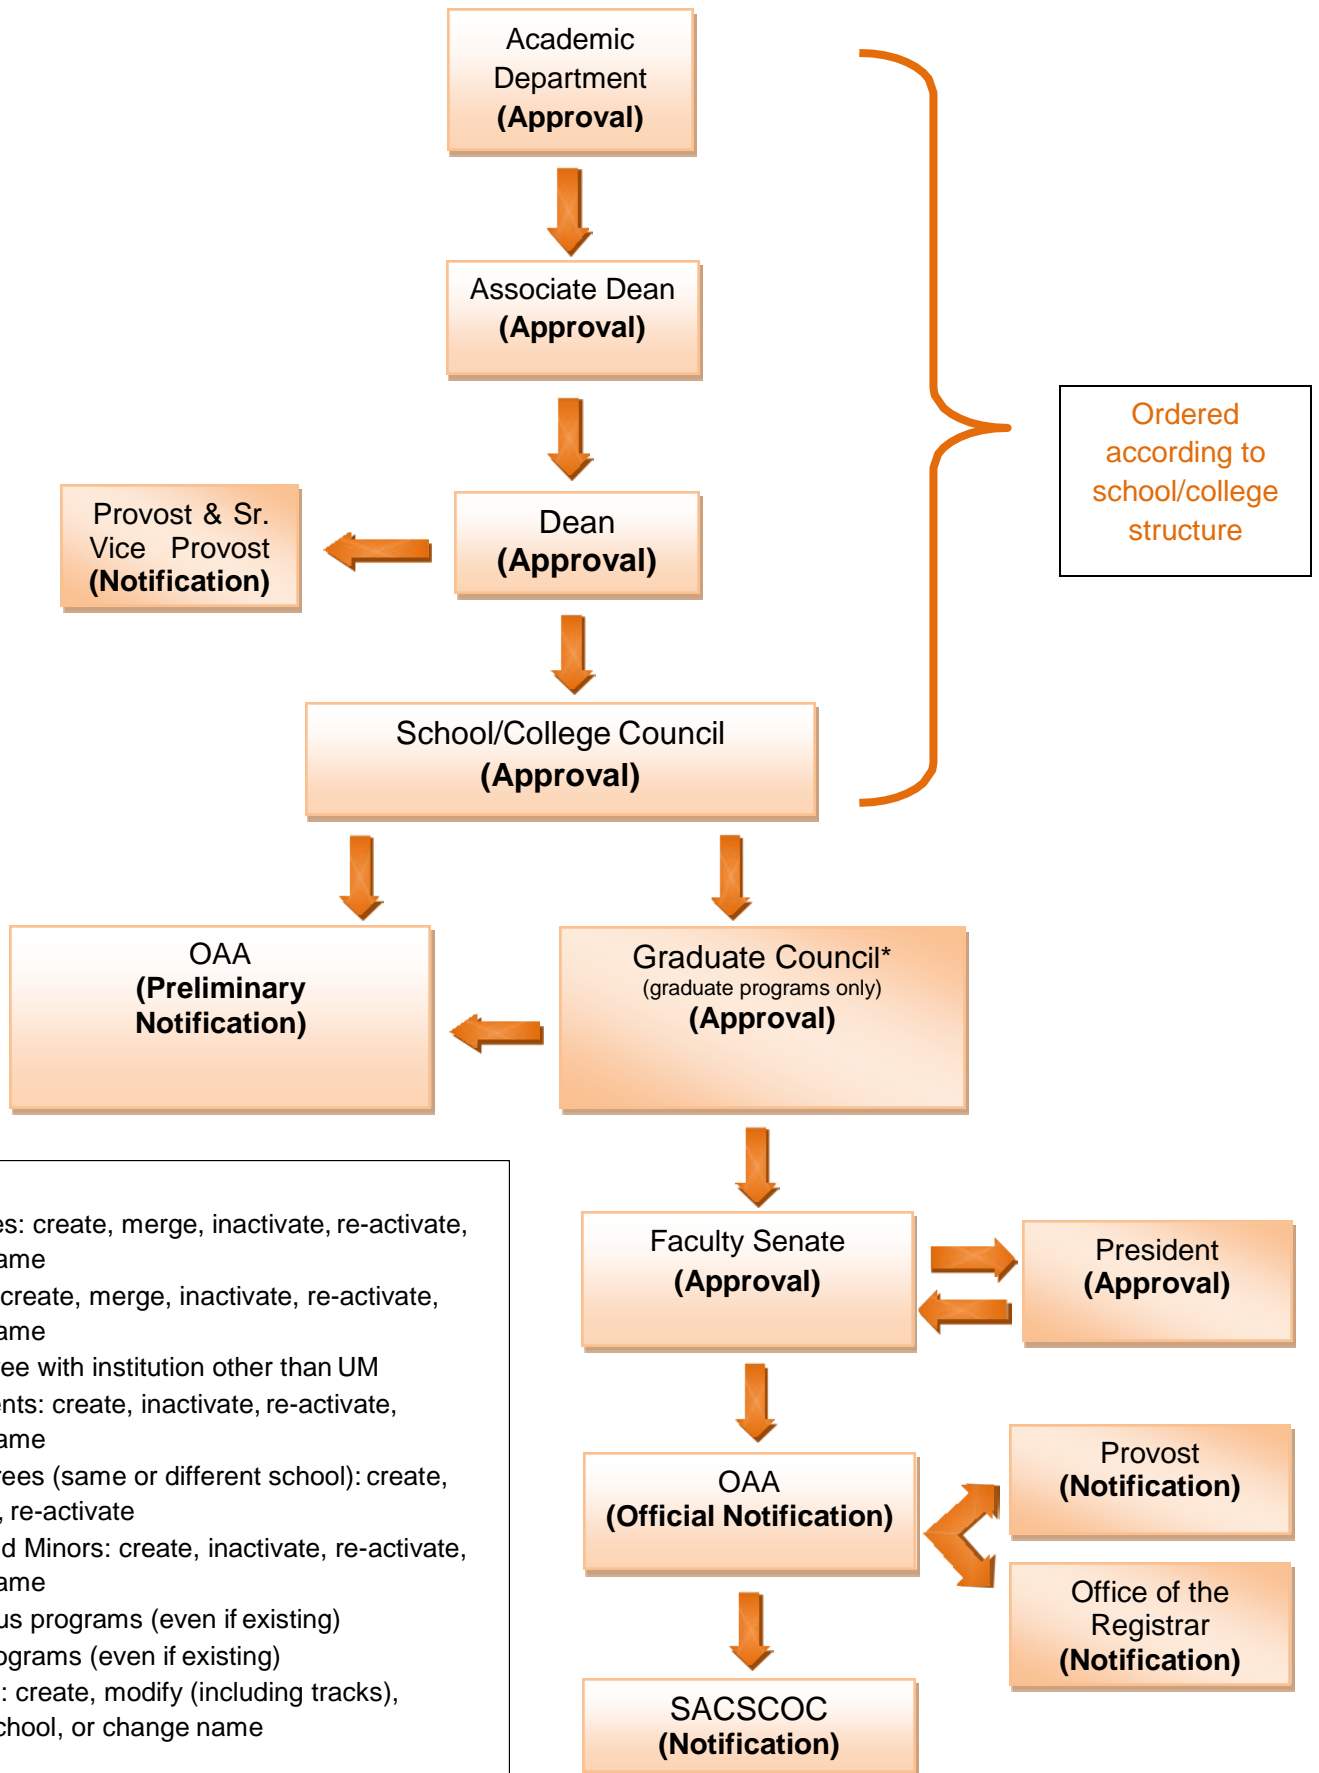 Academic
Department
(Approval)
Associate Dean
(Approval)
Ordered
according to
school/college
structure
Provost & Sr.
Vice Provost
(Notification)
Dean
(Approval)
School/College Council
(Approval)
OAA
(Preliminary
Notification)
Graduate Council*
(graduate programs only)
(Approval)
Faculty Senate
(Approval)
President
(Approval)
OAA
(Official Notification)
Provost
(Notification)
Office of the
Registrar
(Notification)
SACSCOC
(Notification)
es: create, merge, inactivate, re-activate,
ame
create, merge, inactivate, re-activate,
ame
ree with institution other than UM
ents: create, inactivate, re-activate,
ame
rees (same or different school): create,
, re-activate
d Minors: create, inactivate, re-activate,
ame
us programs (even if existing)
ograms (even if existing)
: create, modify (including tracks),
chool, or change name